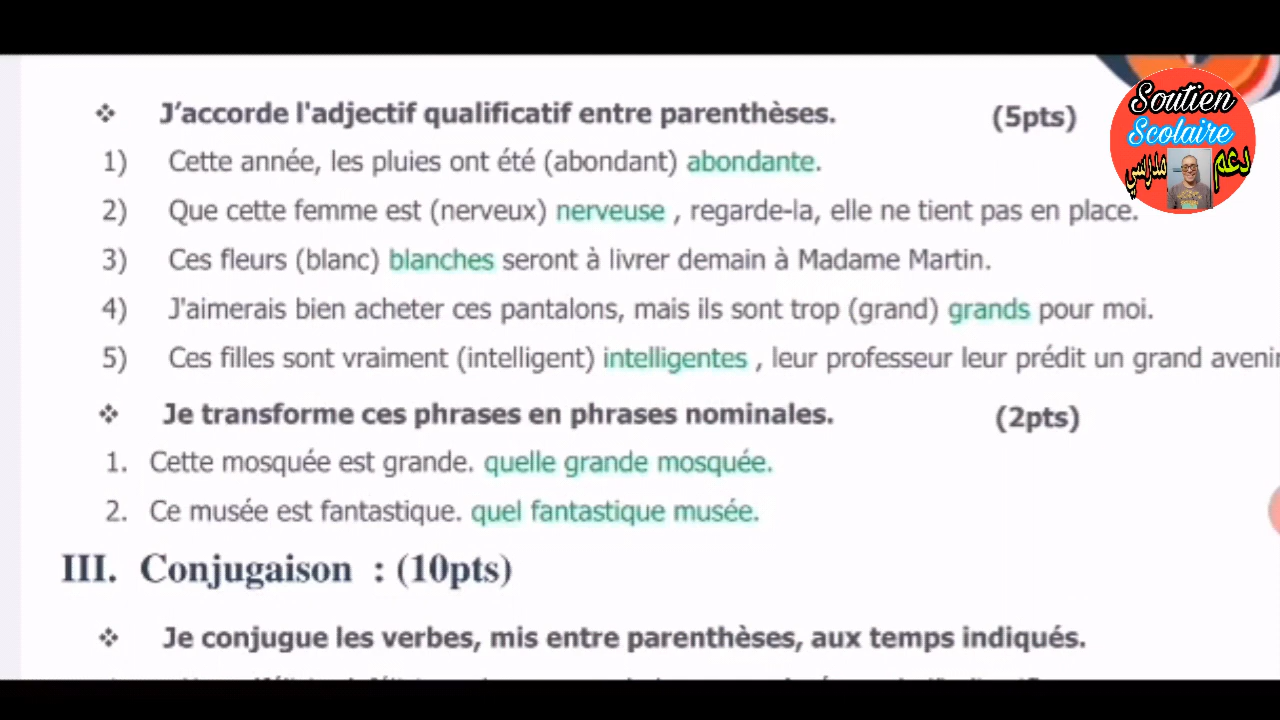 Soutien
Scolaire
دعم - مدرسي
❖ J'accorde l'adjectif qualificatif entre parenthèses. (5pts)
1) Cette année, les pluies ont été (abondant) abondante.
2) Que cette femme est (nerveux) nerveuse , regarde-la, elle ne tient pas en place.
3) Ces fleurs (blanc) blanches seront à livrer demain à Madame Martin.
4) J'aimerais bien acheter ces pantalons, mais ils sont trop (grand) grands pour moi.
5) Ces filles sont vraiment (intelligent) intelligentes , leur professeur leur prédit un grand avenir
❖ Je transforme ces phrases en phrases nominales. (2pts)
1. Cette mosquée est grande. quelle grande mosquée.
2. Ce musée est fantastique. quel fantastique musée.
III. Conjugaison : (10pts)
❖ Je conjugue les verbes, mis entre parenthèses, aux temps indiqués.